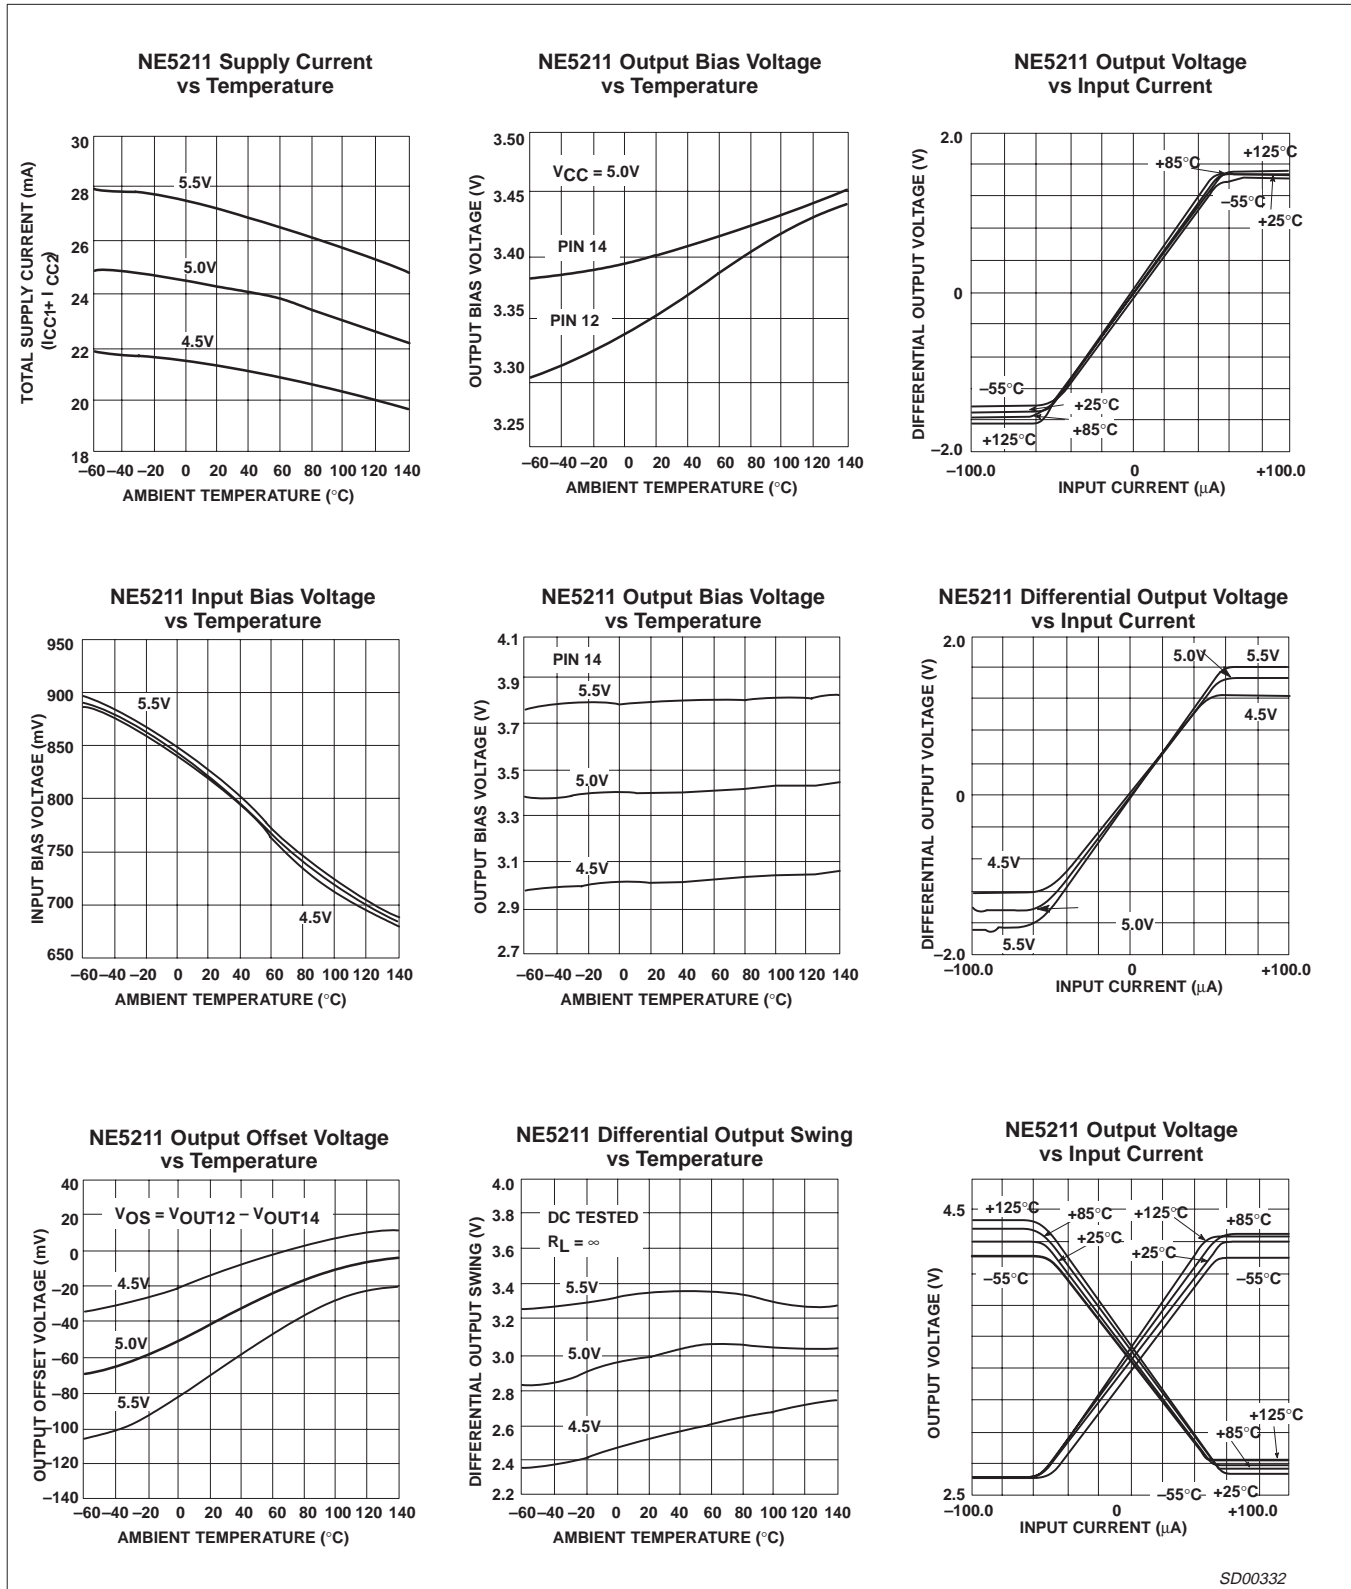 NE5211 Supply Current
vs Temperature
30
28
26
24
22
20
18
TOTAL SUPPLY CURRENT (mA)
(ICC1+ ICC2)
5.5V
5.0V
4.5V
–60 –40 –20 0 20 40 60 80 100 120 140
AMBIENT TEMPERATURE (°C)
NE5211 Output Bias Voltage
vs Temperature
3.50
3.45
3.40
3.35
3.30
3.25
OUTPUT BIAS VOLTAGE (V)
VCC = 5.0V
PIN 14
PIN 12
–60 –40 –20 0 20 40 60 80 100 120 140
AMBIENT TEMPERATURE (°C)
NE5211 Output Voltage
vs Input Current
2.0
0
–2.0
DIFFERENTIAL OUTPUT VOLTAGE (V)
+125°C
+85°C
–55°C
+25°C
–55°C
+25°C
+85°C
+125°C
–100.0 0 +100.0
INPUT CURRENT (μA)
NE5211 Input Bias Voltage
vs Temperature
950
900
850
800
750
700
650
INPUT BIAS VOLTAGE (mV)
5.5V
4.5V
–60 –40 –20 0 20 40 60 80 100 120 140
AMBIENT TEMPERATURE (°C)
NE5211 Output Bias Voltage
vs Temperature
4.1
3.9
3.7
3.5
3.3
3.1
2.9
2.7
OUTPUT BIAS VOLTAGE (V)
PIN 14
5.5V
5.0V
4.5V
–60 –40 –20 0 20 40 60 80 100 120 140
AMBIENT TEMPERATURE (°C)
NE5211 Differential Output Voltage
vs Input Current
2.0
0
–2.0
DIFFERENTIAL OUTPUT VOLTAGE (V)
5.0V 5.5V
4.5V
4.5V
5.0V
5.5V
–100.0 0 +100.0
INPUT CURRENT (μA)
NE5211 Output Offset Voltage
vs Temperature
40
20
0
–20
–40
–60
–80
–100
–120
–140
OUTPUT OFFSET VOLTAGE (mV)
VOS = VOUT12 – VOUT14
4.5V
5.0V
5.5V
–60 –40 –20 0 20 40 60 80 100 120 140
AMBIENT TEMPERATURE (°C)
NE5211 Differential Output Swing
vs Temperature
4.0
3.8
3.6
3.4
3.2
3.0
2.8
2.6
2.4
2.2
DIFFERENTIAL OUTPUT SWING (V)
DC TESTED
RL = ∞
5.5V
5.0V
4.5V
–60 –40 –20 0 20 40 60 80 100 120 140
AMBIENT TEMPERATURE (°C)
NE5211 Output Voltage
vs Input Current
4.5
2.5
OUTPUT VOLTAGE (V)
+125°C +85°C +125°C +85°C
+25°C +25°C
–55°C –55°C
+125°C
+85°C
–55°C +25°C
–100.0 0 +100.0
INPUT CURRENT (μA)
SD00332